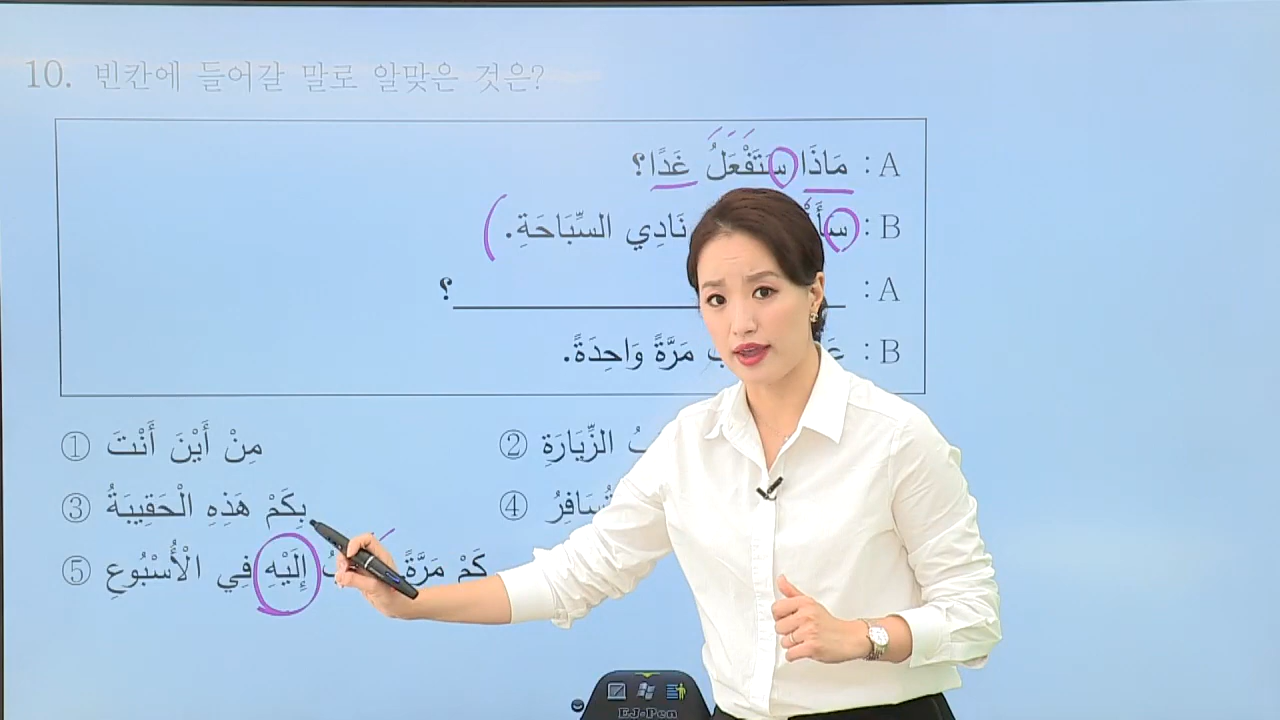 10. 빈칸에 들어갈 말로 알맞은 것은?
A : مَاذَا سَتَفْعَلُ غَدًا؟
B : نَادِي السِّبَاحَةِ.
A : ؟
B : مَرَّةً وَاحِدَةً.
① مِنْ أَيْنَ أَنْتَ
② الزِّيَارَةِ
③ بِكَمْ هَذِهِ الْحَقِيبَةُ
④ تُسَافِرُ
⑤ كَمْ مَرَّةً إِلَيْهِ فِي الْأُسْبُوعِ
EJ-Pen